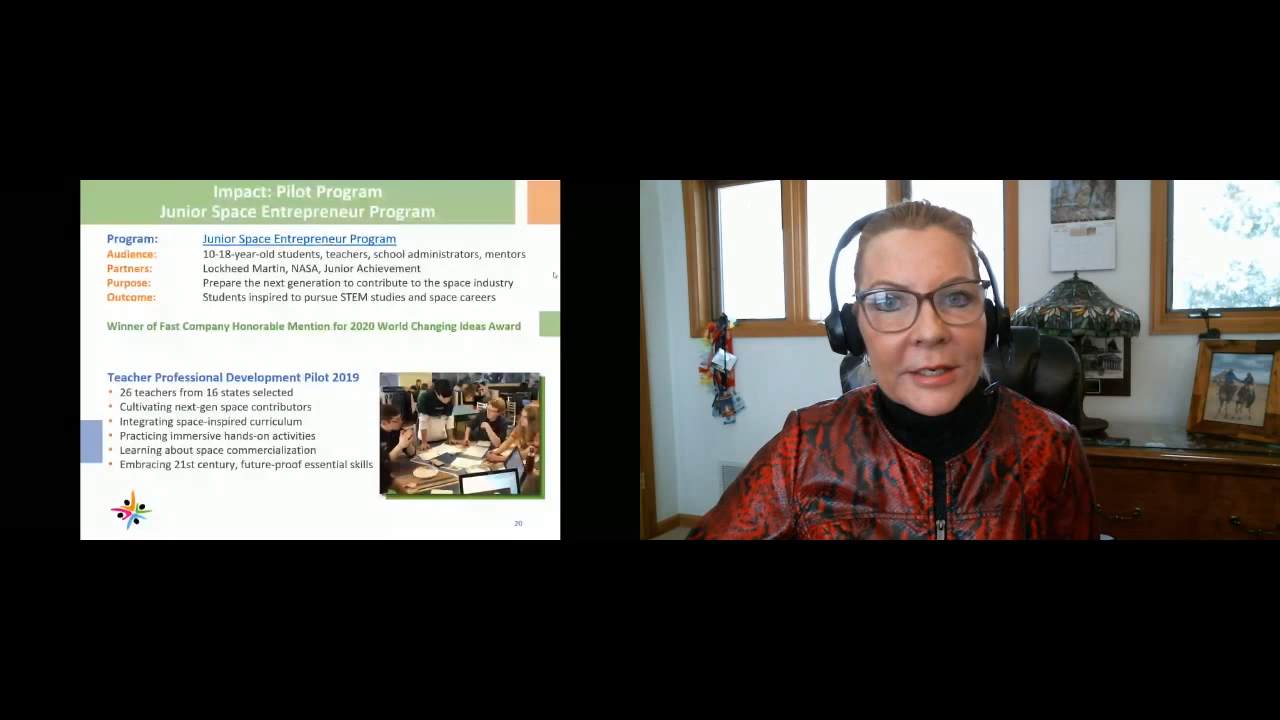 Impact: Pilot Program
Junior Space Entrepreneur Program
Program: Junior Space Entrepreneur Program
Audience: 10-18-year-old students, teachers, school administrators, mentors
Partners: Lockheed Martin, NASA, Junior Achievement
Purpose: Prepare the next generation to contribute to the space industry
Outcome: Students inspired to pursue STEM studies and space careers
Winner of Fast Company Honorable Mention for 2020 World Changing Ideas Award
Teacher Professional Development Pilot 2019
• 26 teachers from 16 states selected
• Cultivating next-gen space contributors
• Integrating space-inspired curriculum
• Practicing immersive hands-on activities
• Learning about space commercialization
• Embracing 21st century, future-proof essential skills
20